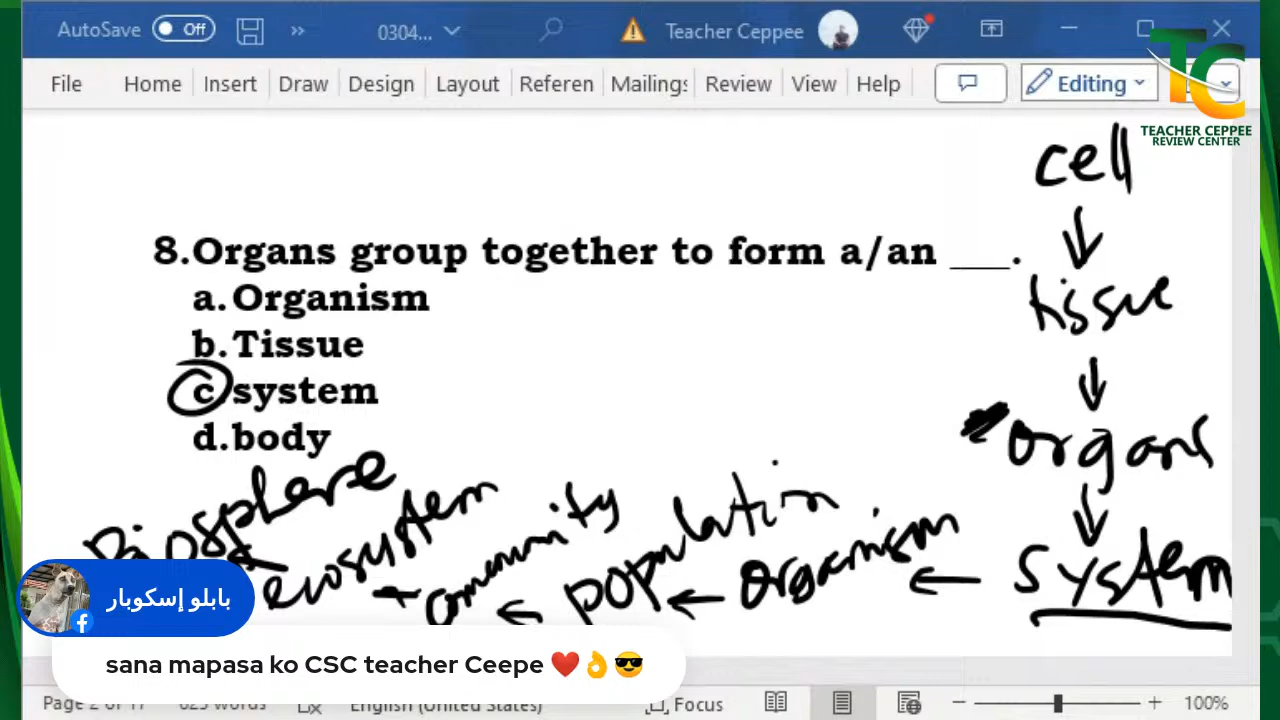 AutoSave Off 0304... Teacher Ceppee
File Home Insert Draw Design Layout Referen Mailings Review View Help Editing
TC
TEACHER CEPPEE
REVIEW CENTER
cell
tissue
organs
system
organism
population
community
ecosystem
Biosphere
8.Organs group together to form a/an ___.
a.Organism
b.Tissue
c.system
d.body
بابلو إسكوبار
sana mapasa ko CSC teacher Ceepe ❤️👌😎
Page 2 of 17 625 words English (United States) Focus 100%